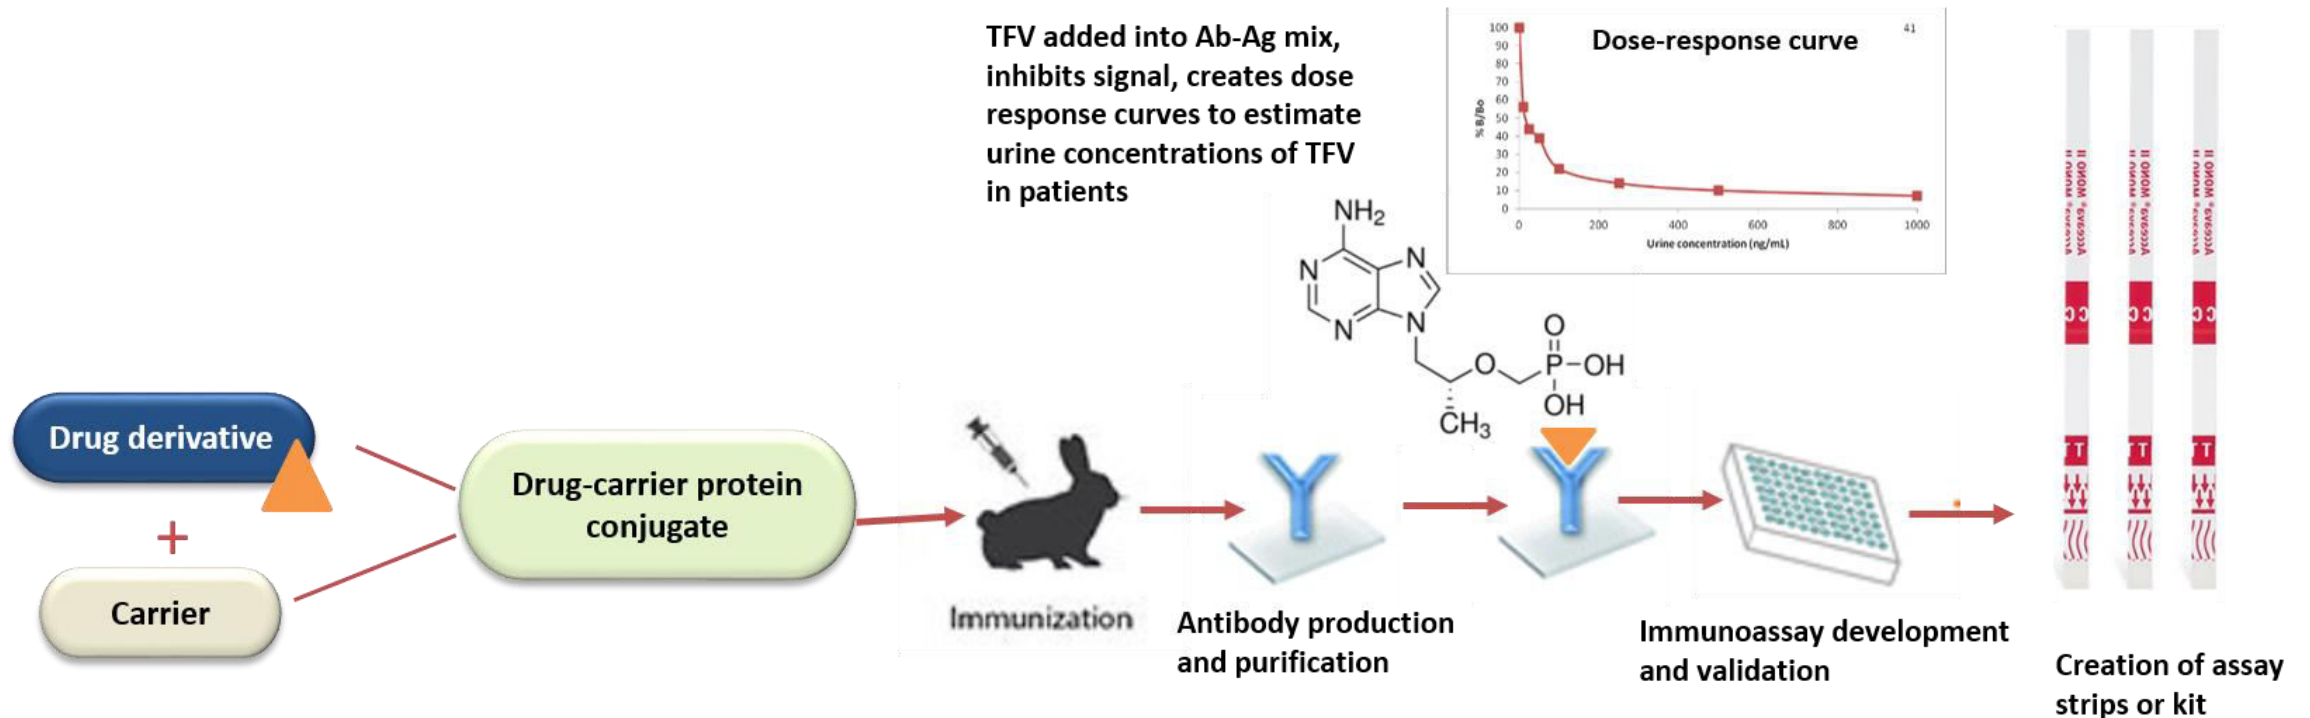 TFV added into Ab-Ag mix,
inhibits signal, creates dose
response curves to estimate
urine concentrations of TFV
in patients
Dose-response curve
41
100
90
80
70
60
50
40
30
20
10
0
% B/Bo
0 200 400 600 800 1000
Urine concentration (ng/mL)
NH2
N
N
N
N
O
O
P-OH
OH
CH3
Drug derivative
+
Carrier
Drug-carrier protein
conjugate
Immunization
Antibody production
and purification
Immunoassay development
and validation
Creation of assay
strips or kit
C C
C C
C C
T
T
T